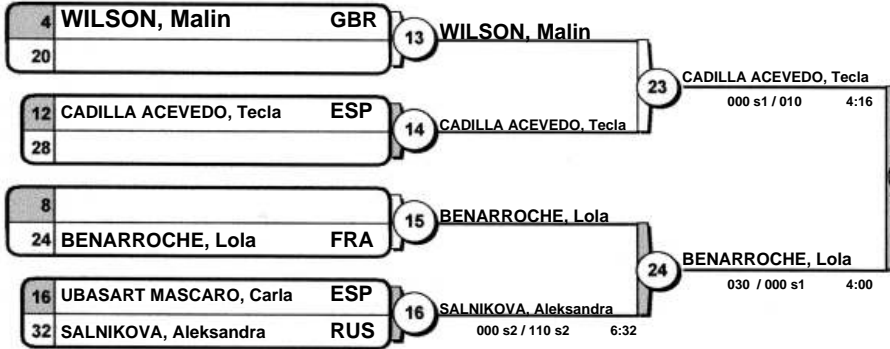 4 WILSON, Malin GBR
20
13 WILSON, Malin
12 CADILLA ACEVEDO, Tecla ESP
28
14 CADILLA ACEVEDO, Tecla
23 CADILLA ACEVEDO, Tecla
000 s1 / 010 4:16
8
24 BENARROCHE, Lola FRA
15 BENARROCHE, Lola
16 UBASART MASCARO, Carla ESP
32 SALNIKOVA, Aleksandra RUS
16 SALNIKOVA, Aleksandra
000 s2 / 110 s2 6:32
24 BENARROCHE, Lola
030 / 000 s1 4:00